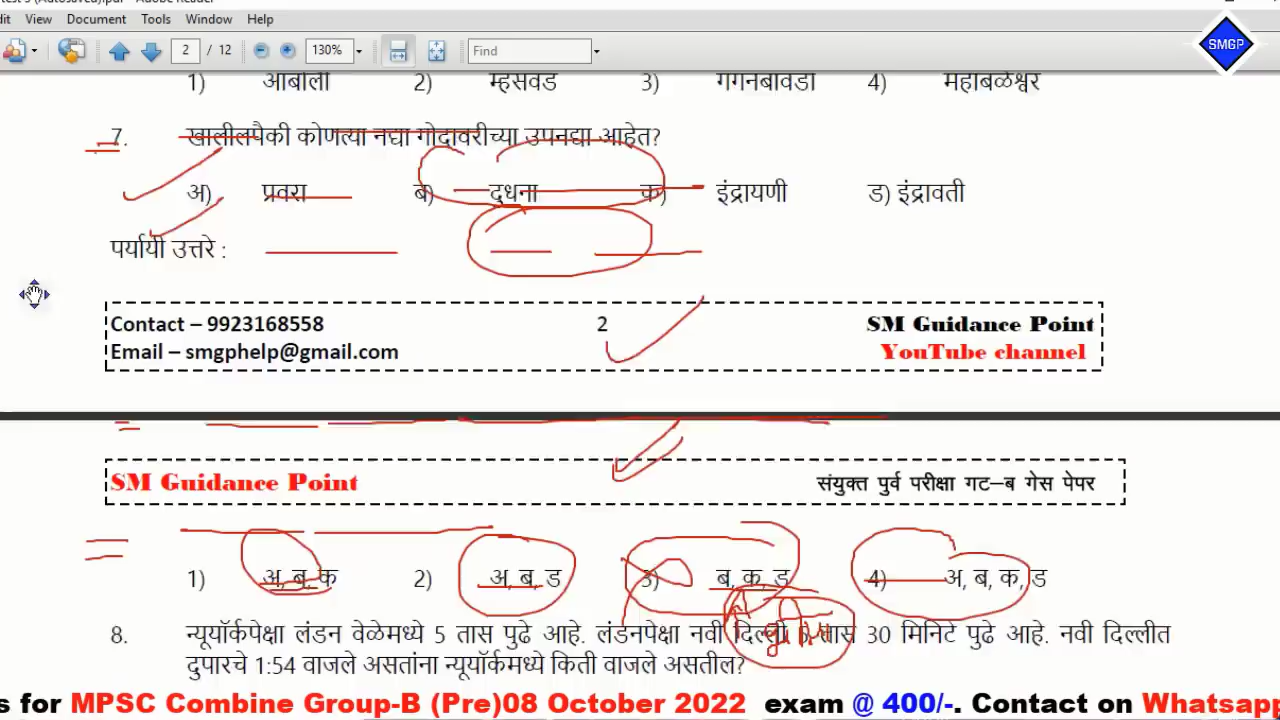 Edit View Document Tools Window Help
2 / 12 130% Find
SMGP
1) आंबोली 2) म्हसवड 3) गगनबावडा 4) महाबळेश्वर
7. खालीलपैकी कोणत्या नद्या गोदावरीच्या उपनद्या आहेत?
अ) प्रवरा ब) दुधना क) इंद्रायणी ड) इंद्रावती
पर्यायी उत्तरे :
Contact – 9923168558 2 SM Guidance Point
Email – smgphelp@gmail.com YouTube channel
SM Guidance Point संयुक्त पुर्व परीक्षा गट–ब गेस पेपर
1) अ, ब, क 2) अ, ब, ड 3) ब, क, ड 4) अ, ब, क, ड
8. न्यूयॉर्कपेक्षा लंडन वेळेमध्ये 5 तास पुढे आहे. लंडनपेक्षा नवी दिल्ली तास 30 मिनिटे पुढे आहे. नवी दिल्लीत
दुपारचे 1:54 वाजले असतांना न्यूयॉर्कमध्ये किती वाजले असतील?
s for MPSC Combine Group-B (Pre)08 October 2022 exam @ 400/-. Contact on Whatsapp